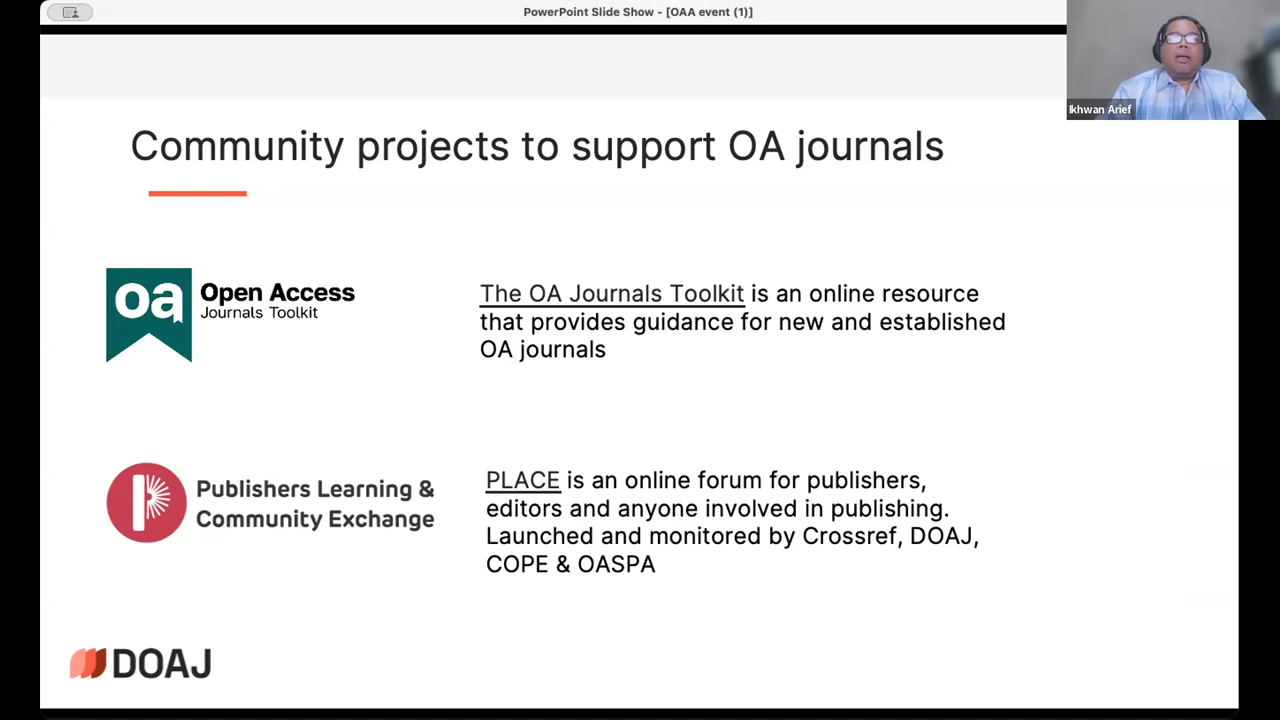 PowerPoint Slide Show - [OAA event (1)]
Ikhwan Arief
Community projects to support OA journals
oa
Open Access
Journals Toolkit
The OA Journals Toolkit is an online resource
that provides guidance for new and established
OA journals
Publishers Learning &
Community Exchange
PLACE is an online forum for publishers,
editors and anyone involved in publishing.
Launched and monitored by Crossref, DOAJ,
COPE & OASPA
DOAJ